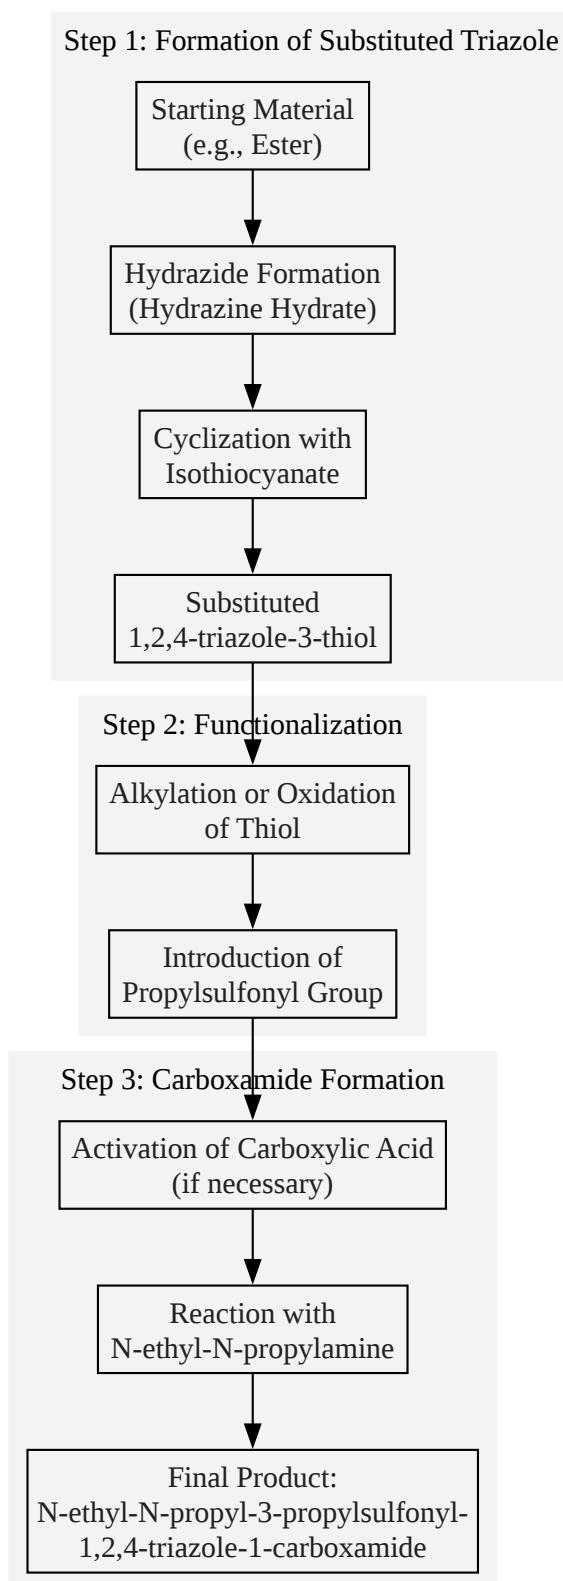 Step 1: Formation of Substituted Triazole
Starting Material
(e.g., Ester)
Hydrazide Formation
(Hydrazine Hydrate)
Cyclization with
Isothiocyanate
Substituted
1,2,4-triazole-3-thiol
Step 2: Functionalization
Alkylation or Oxidation
of Thiol
Introduction of
Propylsulfonyl Group
Step 3: Carboxamide Formation
Activation of Carboxylic Acid
(if necessary)
Reaction with
N-ethyl-N-propylamine
Final Product:
N-ethyl-N-propyl-3-propylsulfonyl-
1,2,4-triazole-1-carboxamide